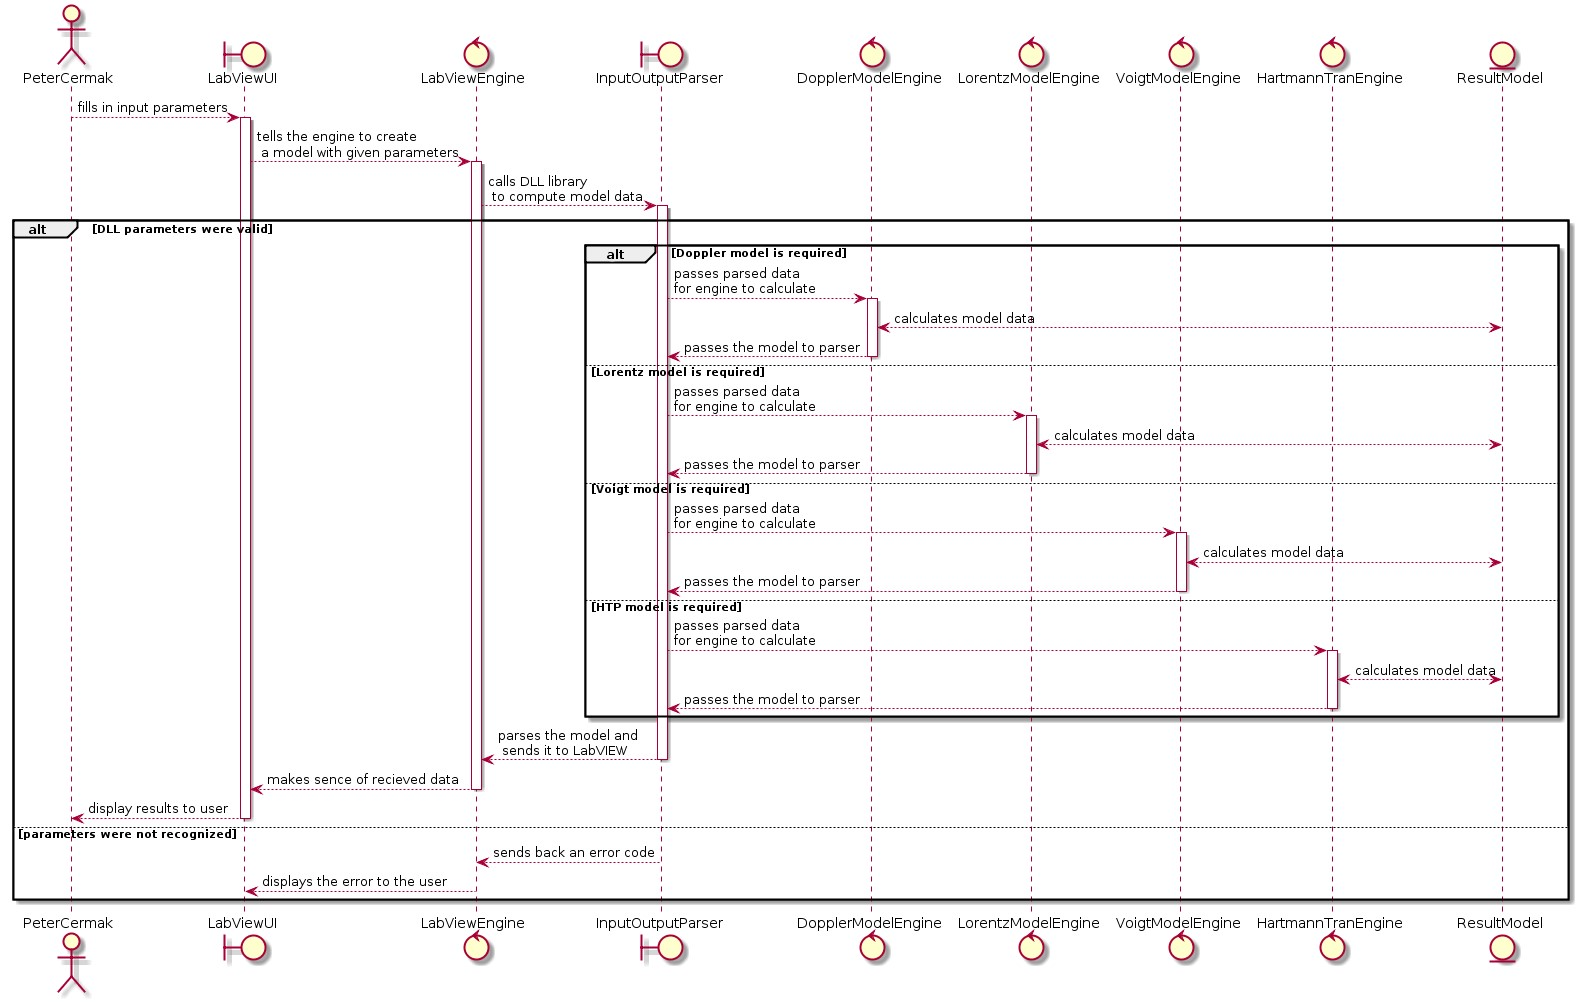 PeterCermak
LabViewUI
LabViewEngine
InputOutputParser
DopplerModelEngine
LorentzModelEngine
VoigtModelEngine
HartmannTranEngine
ResultModel
fills in input parameters
tells the engine to create
a model with given parameters
calls DLL library
to compute model data
alt
[DLL parameters were valid]
alt
[Doppler model is required]
passes parsed data
for engine to calculate
calculates model data
passes the model to parser
[Lorentz model is required]
passes parsed data
for engine to calculate
calculates model data
passes the model to parser
[Voigt model is required]
passes parsed data
for engine to calculate
calculates model data
passes the model to parser
[HTP model is required]
passes parsed data
for engine to calculate
calculates model data
passes the model to parser
parses the model and
sends it to LabVIEW
makes sence of recieved data
display results to user
[parameters were not recognized]
sends back an error code
displays the error to the user
PeterCermak
LabViewUI
LabViewEngine
InputOutputParser
DopplerModelEngine
LorentzModelEngine
VoigtModelEngine
HartmannTranEngine
ResultModel